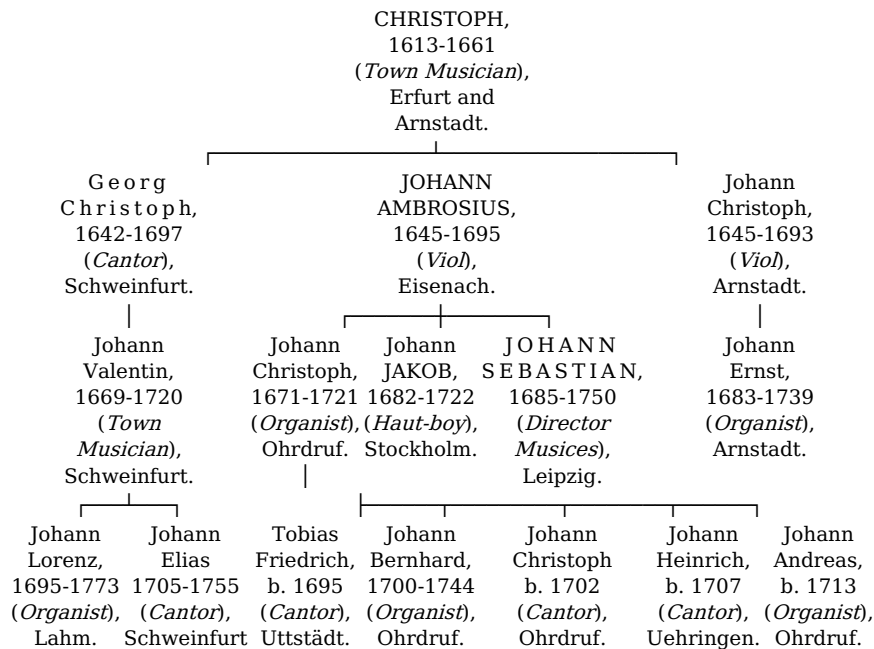 CHRISTOPH,
1613-1661
(Town Musician),
Erfurt and
Arnstadt.
Georg
Christoph,
1642-1697
(Cantor),
Schweinfurt.
JOHANN
AMBROSIUS,
1645-1695
(Viol),
Eisenach.
Johann
Christoph,
1645-1693
(Viol),
Arnstadt.
Johann
Valentin,
1669-1720
(Town
Musician),
Schweinfurt.
Johann
Christoph,
1671-1721
(Organist),
Ohrdruf.
Johann
JAKOB,
1682-1722
(Haut-boy),
Stockholm.
JOHANN
SEBASTIAN,
1685-1750
(Director
Musices),
Leipzig.
Johann
Ernst,
1683-1739
(Organist),
Arnstadt.
Johann
Lorenz,
1695-1773
(Organist),
Lahm.
Johann
Elias
1705-1755
(Cantor),
Schweinfurt
Tobias
Friedrich,
b. 1695
(Cantor),
Uttstädt.
Johann
Bernhard,
1700-1744
(Organist),
Ohrdruf.
Johann
Christoph
b. 1702
(Cantor),
Ohrdruf.
Johann
Heinrich,
b. 1707
(Cantor),
Uehringen.
Johann
Andreas,
b. 1713
(Organist),
Ohrdruf.